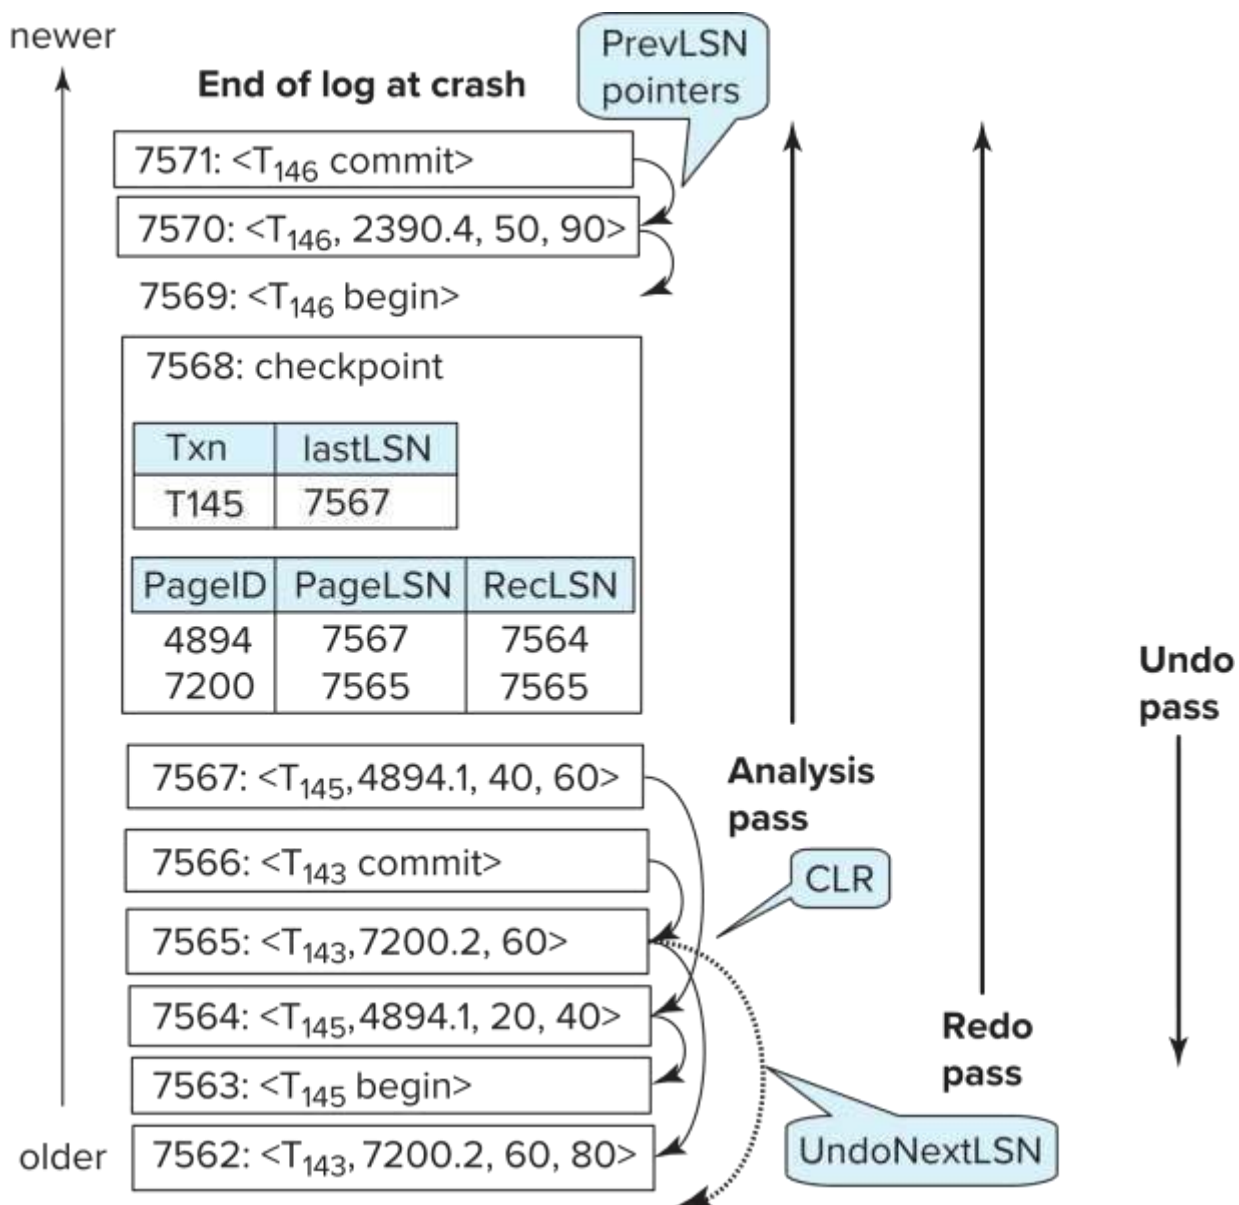 newer
PrevLSN
pointers
End of log at crash
7571: <T146 commit>
7570: <T146, 2390.4, 50, 90>
7569: <T146 begin>
7568: checkpoint
Txn lastLSN
T145 7567
PageID PageLSN RecLSN
4894 7567 7564
7200 7565 7565
Undo
pass
7567: <T145,4894.1, 40, 60>
Analysis
pass
7566: <T143 commit>
CLR
7565: <T143,7200.2, 60>
7564: <T145,4894.1, 20, 40>
Redo
pass
7563: <T145 begin>
older
7562: <T143,7200.2, 60, 80>
UndoNextLSN